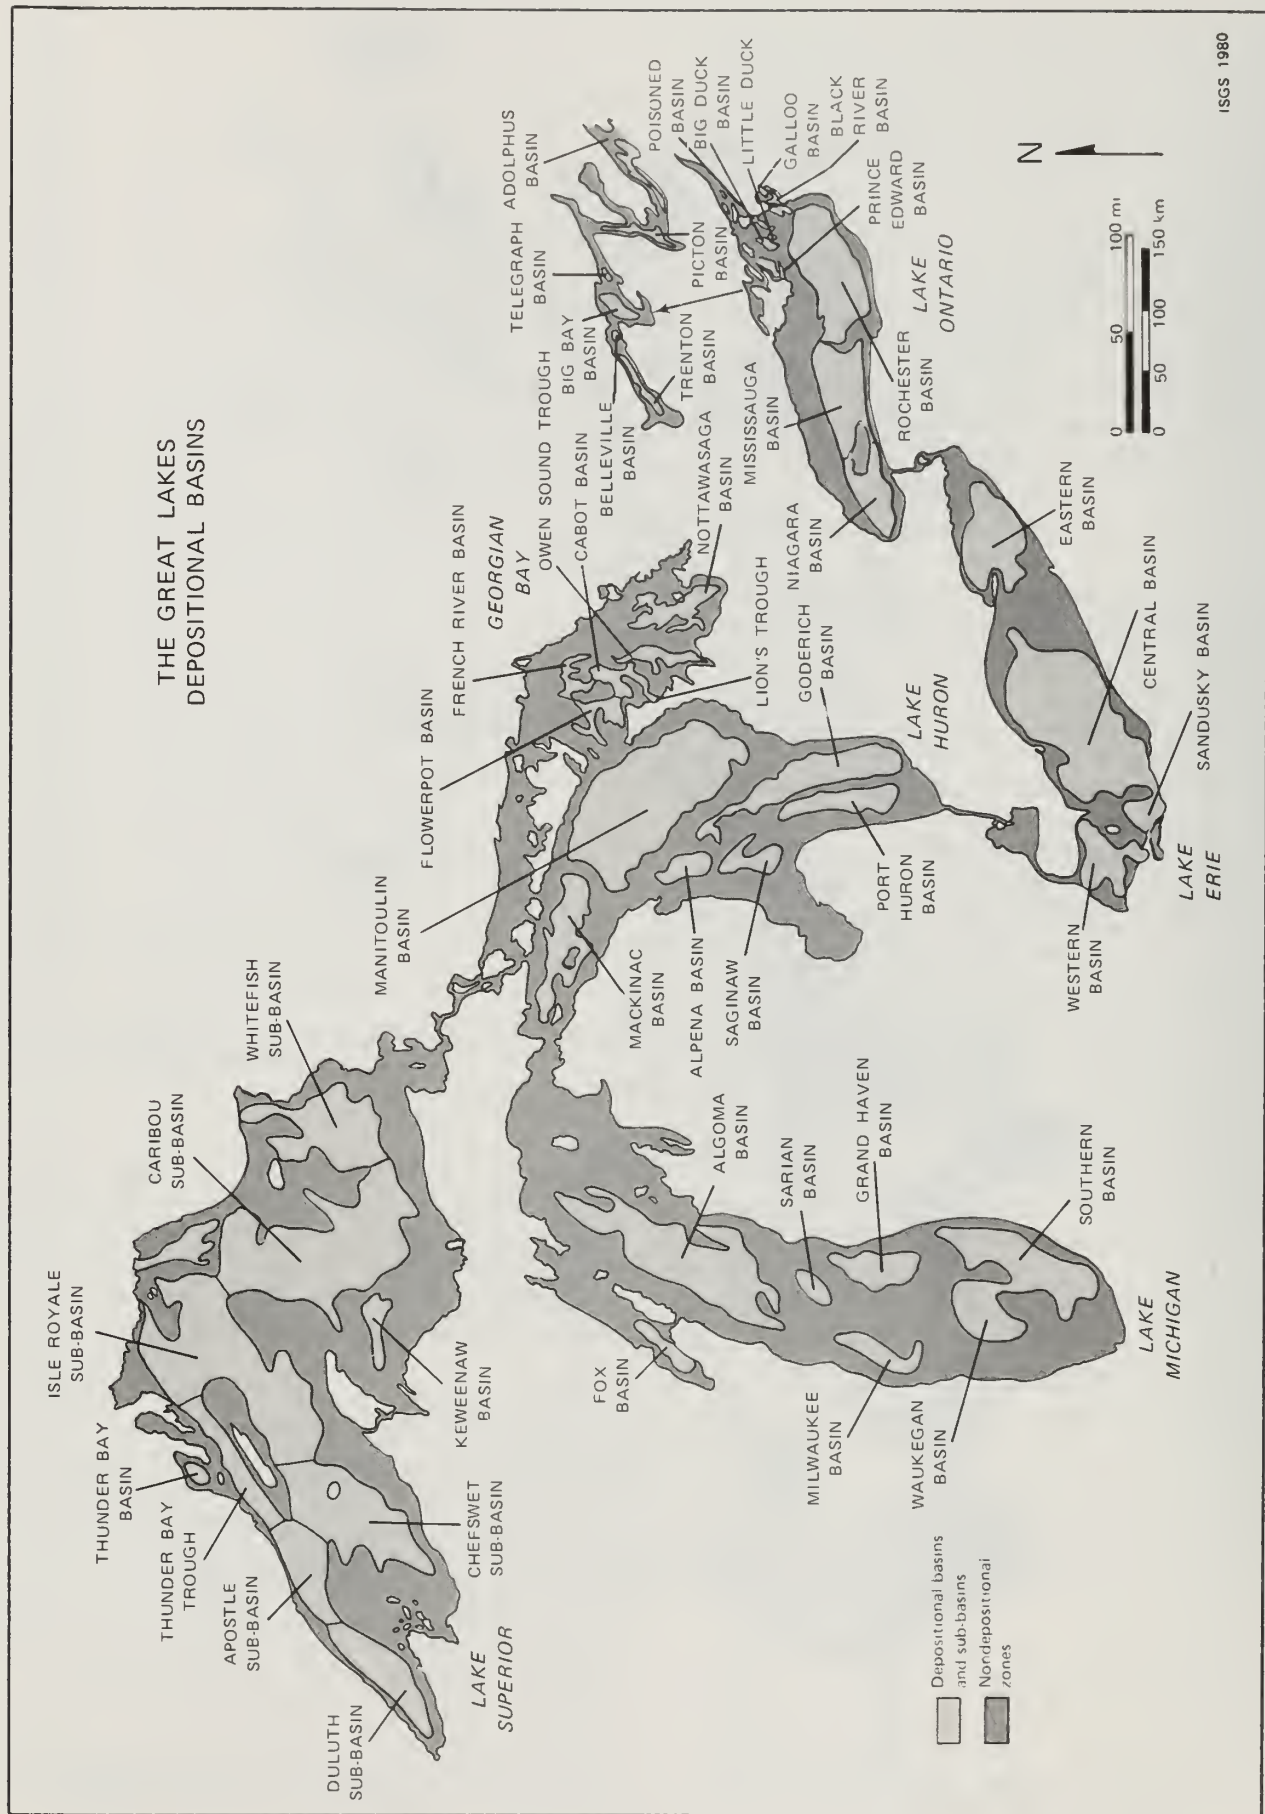 THE GREAT LAKES
DEPOSITIONAL BASINS
ISLE ROYALE
SUB-BASIN
THUNDER BAY
BASIN
THUNDER BAY
TROUGH
APOSTLE
SUB-BASIN
DULUTH
SUB-BASIN
CARIBOU
SUB-BASIN
WHITEFISH
SUB-BASIN
KEWEENAW
BASIN
CHEFSWET
SUB-BASIN
LAKE
SUPERIOR
MANITOULIN
BASIN
FLOWERPOT BASIN
FRENCH RIVER BASIN
GEORGIAN
BAY
OWEN SOUND TROUGH
CABOT BASIN
BELLEVILLE
BASIN
BIG BAY
BASIN
TELEGRAPH
BASIN
ADOLPHUS
BASIN
PICTON
BASIN
TRENTON
BASIN
NOTTAWASAGA
BASIN
LION'S TROUGH
GODERICH
BASIN
LAKE
HURON
MACKINAC
BASIN
ALPENA BASIN
SAGINAW
BASIN
PORT
HURON
BASIN
POISONED
BASIN
BIG DUCK
BASIN
LITTLE DUCK
GALLOO
BASIN
BLACK
RIVER
BASIN
PRINCE
EDWARD
BASIN
LAKE
ONTARIO
MISSISSAUGA
BASIN
ROCHESTER
BASIN
NIAGARA
BASIN
EASTERN
BASIN
CENTRAL BASIN
SANDUSKY BASIN
WESTERN
BASIN
LAKE
ERIE
FOX
BASIN
ALGOMA
BASIN
SARIAN
BASIN
GRAND HAVEN
BASIN
SOUTHERN
BASIN
MILWAUKEE
BASIN
WAUKEGAN
BASIN
LAKE
MICHIGAN
Depositional basins
and sub-basins
Nondepositional
zones
N
0 50 100 mi
0 50 100 150 km
ISGS 1980